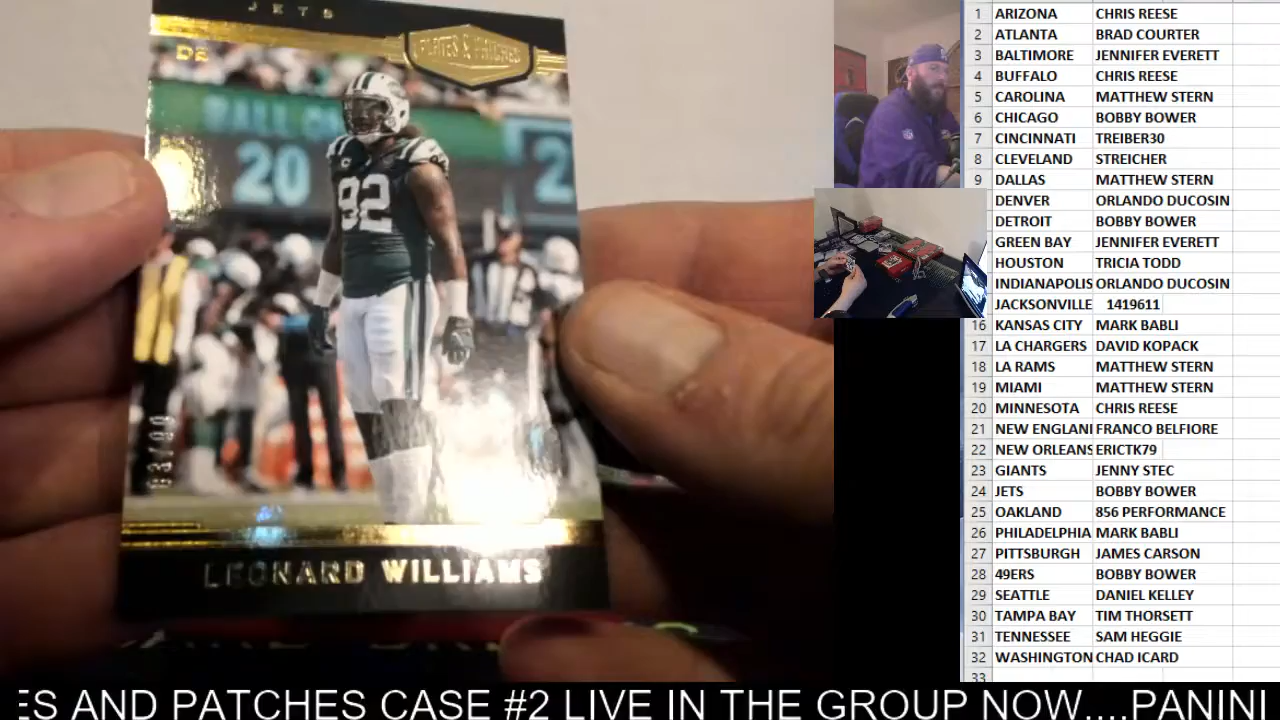 JETS
PLATES & PATCHES
DE
BALL ON
20
2
92
83/99
LEONARD WILLIAMS
1 ARIZONA CHRIS REESE
2 ATLANTA BRAD COURTER
3 BALTIMORE JENNIFER EVERETT
4 BUFFALO CHRIS REESE
5 CAROLINA MATTHEW STERN
6 CHICAGO BOBBY BOWER
7 CINCINNATI TREIBER30
8 CLEVELAND STREICHER
9 DALLAS MATTHEW STERN
DENVER ORLANDO DUCOSIN
DETROIT BOBBY BOWER
GREEN BAY JENNIFER EVERETT
HOUSTON TRICIA TODD
INDIANAPOLIS ORLANDO DUCOSIN
JACKSONVILLE 1419611
16 KANSAS CITY MARK BABLI
17 LA CHARGERS DAVID KOPACK
18 LA RAMS MATTHEW STERN
19 MIAMI MATTHEW STERN
20 MINNESOTA CHRIS REESE
21 NEW ENGLAN FRANCO BELFIORE
22 NEW ORLEANS ERICTK79
23 GIANTS JENNY STEC
24 JETS BOBBY BOWER
25 OAKLAND 856 PERFORMANCE
26 PHILADELPHIA MARK BABLI
27 PITTSBURGH JAMES CARSON
28 49ERS BOBBY BOWER
29 SEATTLE DANIEL KELLEY
30 TAMPA BAY TIM THORSETT
31 TENNESSEE SAM HEGGIE
32 WASHINGTON CHAD ICARD
33
ES AND PATCHES CASE #2 LIVE IN THE GROUP NOW....PANINI